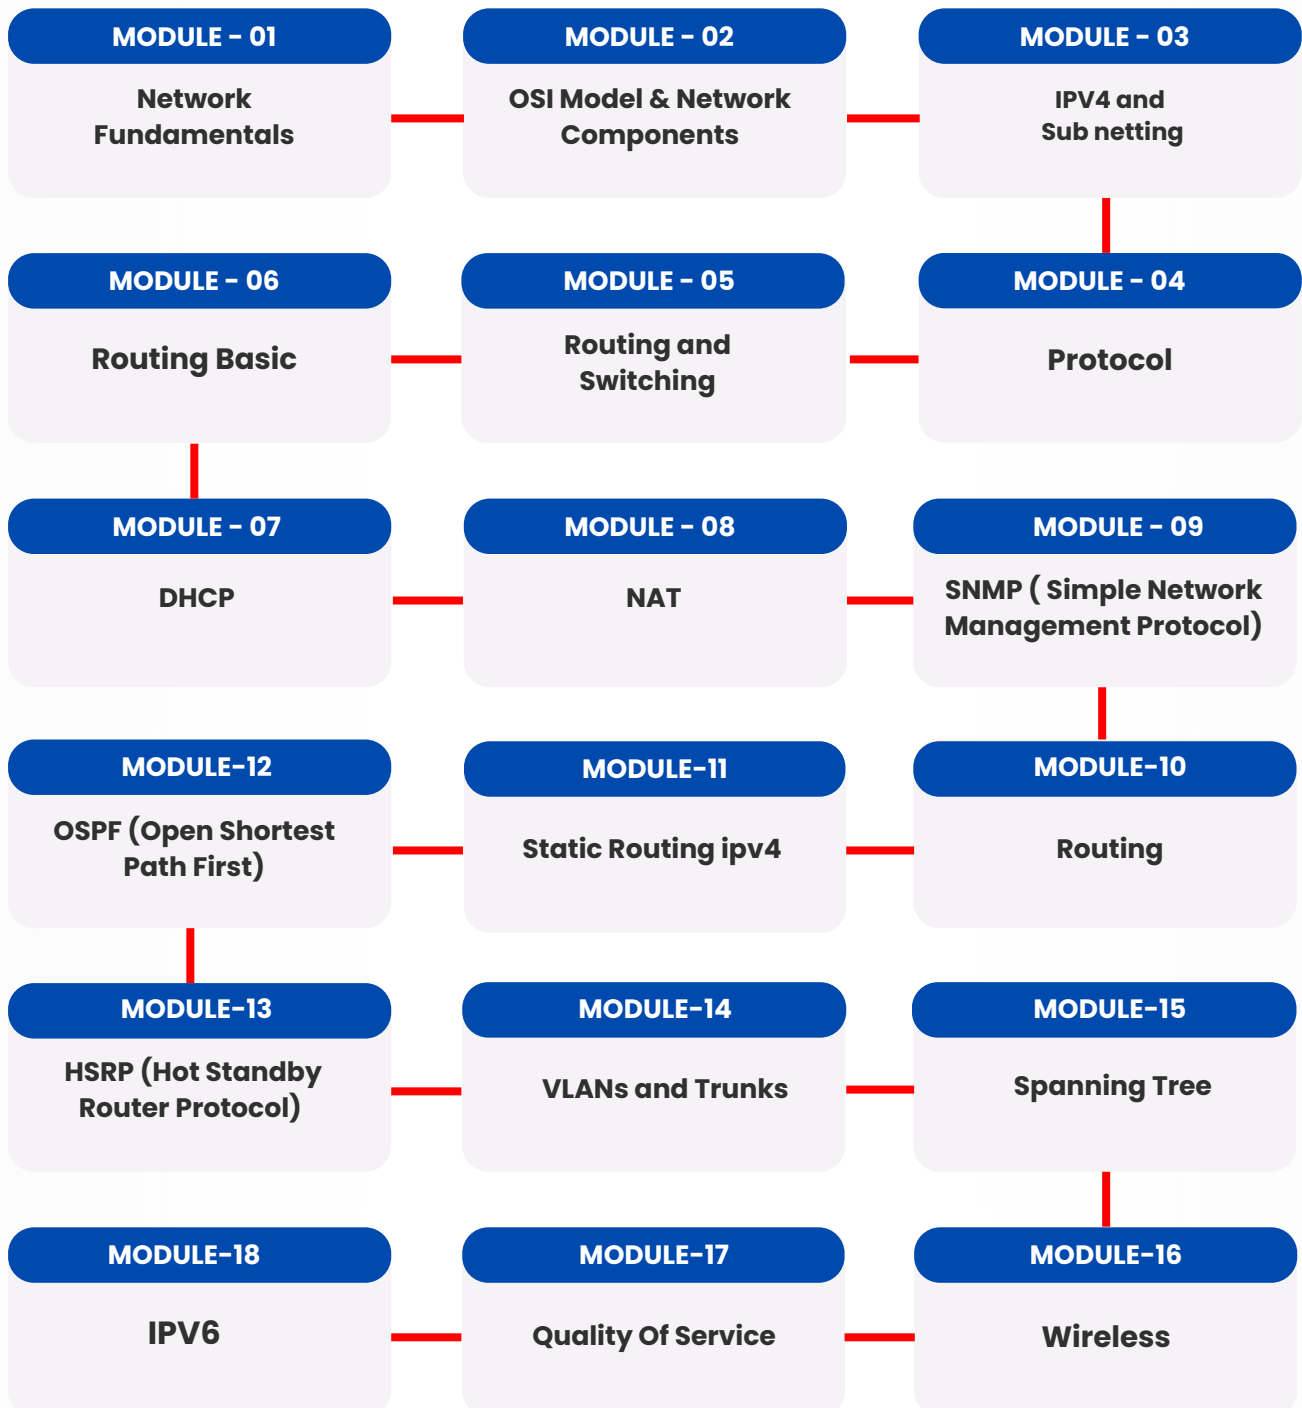 MODULE - 01
Network
Fundamentals
MODULE - 02
OSI Model & Network
Components
MODULE - 03
IPV4 and
Sub netting
MODULE - 06
Routing Basic
MODULE - 05
Routing and
Switching
MODULE - 04
Protocol
MODULE - 07
DHCP
MODULE - 08
NAT
MODULE - 09
SNMP ( Simple Network
Management Protocol)
MODULE-12
OSPF (Open Shortest
Path First)
MODULE-11
Static Routing ipv4
MODULE-10
Routing
MODULE-13
HSRP (Hot Standby
Router Protocol)
MODULE-14
VLANs and Trunks
MODULE-15
Spanning Tree
MODULE-18
IPV6
MODULE-17
Quality Of Service
MODULE-16
Wireless